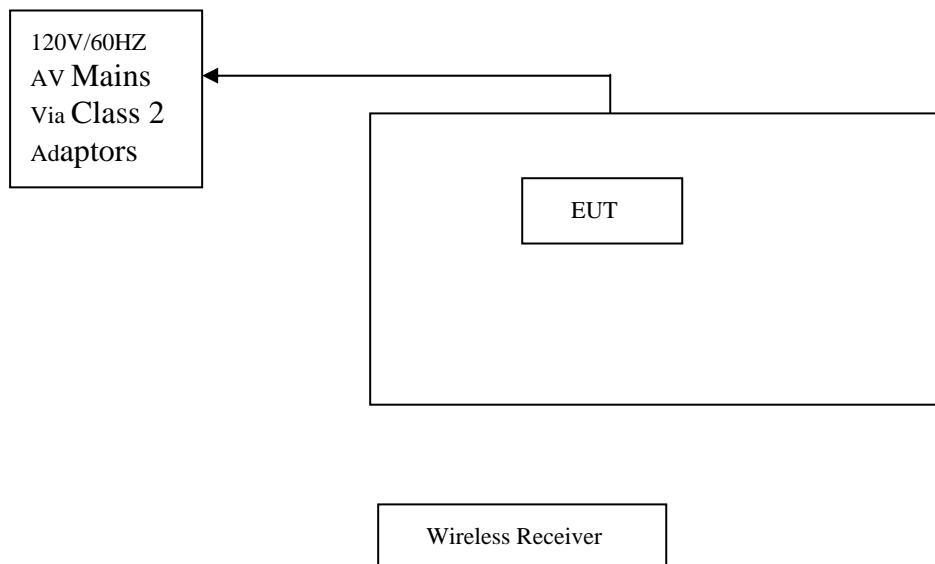 120V/60HZ
AV Mains
Via Class 2
Adaptors
EUT
Wireless Receiver